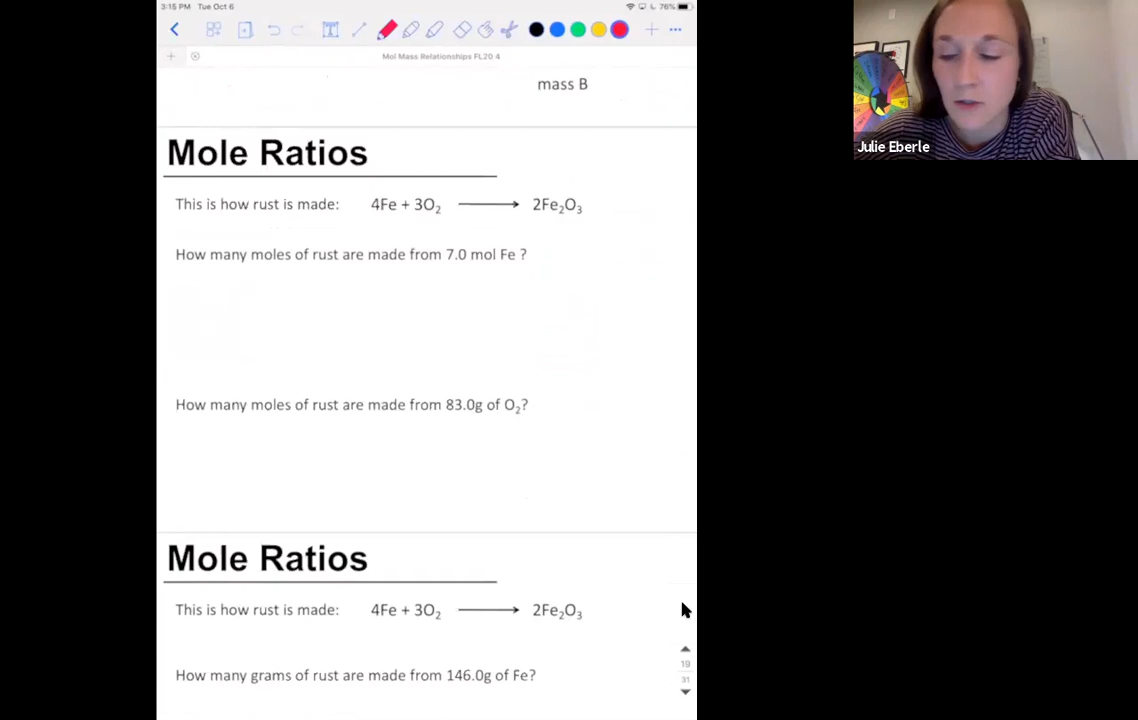 3:15 PM Tue Oct 6
76%
Mol Mass Relationships FL20 4
mass B
Mole Ratios
This is how rust is made: 4Fe + 3O₂ ⟶ 2Fe₂O₃
How many moles of rust are made from 7.0 mol Fe ?
How many moles of rust are made from 83.0g of O₂?
Mole Ratios
This is how rust is made: 4Fe + 3O₂ ⟶ 2Fe₂O₃
How many grams of rust are made from 146.0g of Fe?
19
31
Julie Eberle